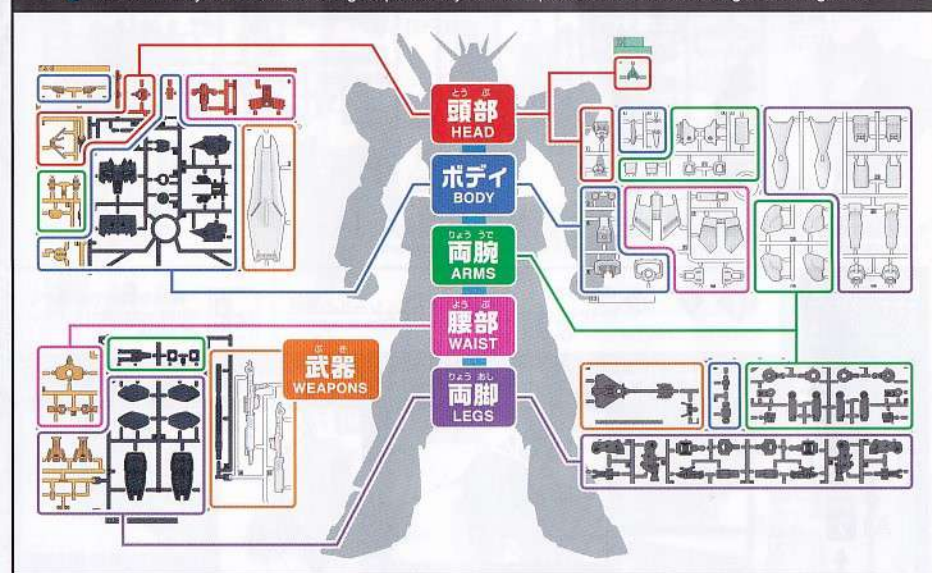 とう ぶ
頭部
HEAD
ボディ
BODY
りょう うで
両腕
ARMS
よう ぶ
腰部
WAIST
ぶ き
武器
WEAPONS
りょう あし
両脚
LEGS